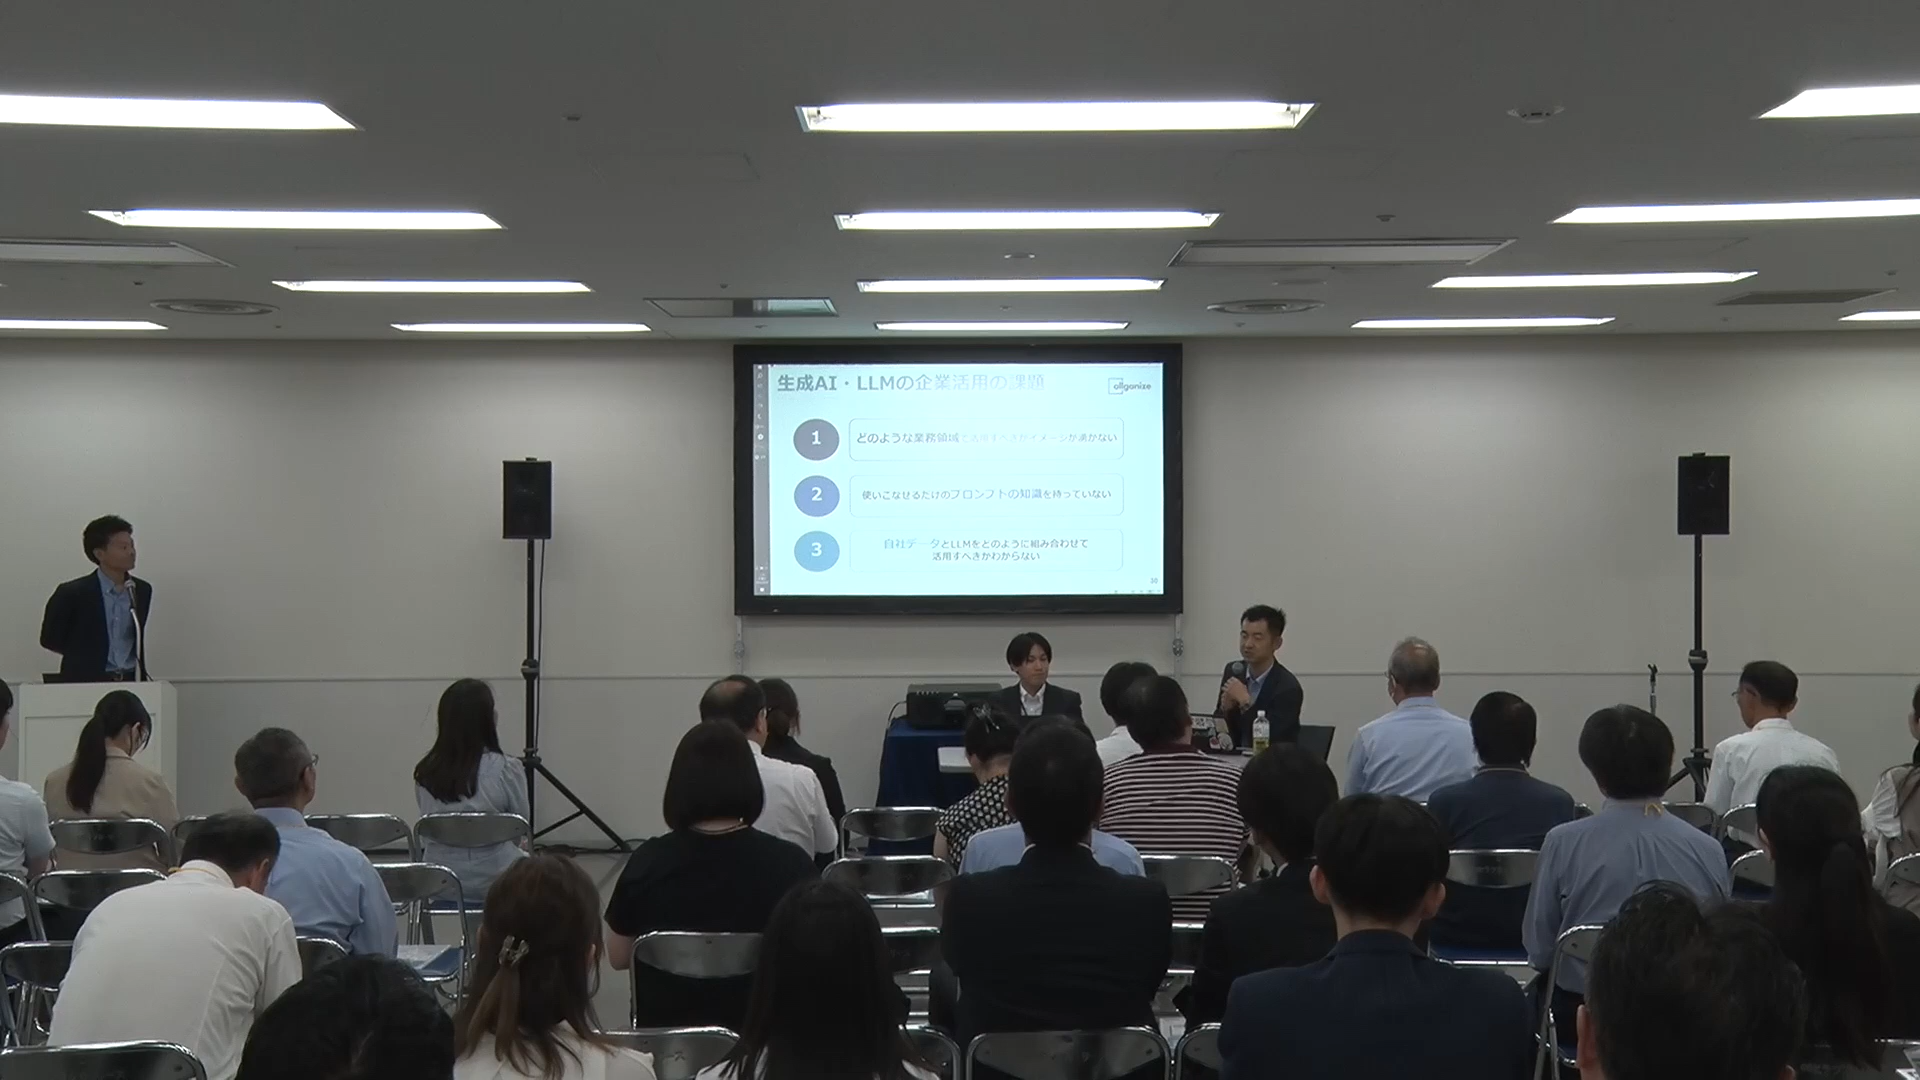 生成AI・LLMの企業活用の課題
allganize
1
どのような業務領域で活用すべきかイメージが湧かない
2
使いこなせるだけのプロンプトの知識を持っていない
3
自社データとLLMをどのように組み合わせて
活用すべきかわからない
30